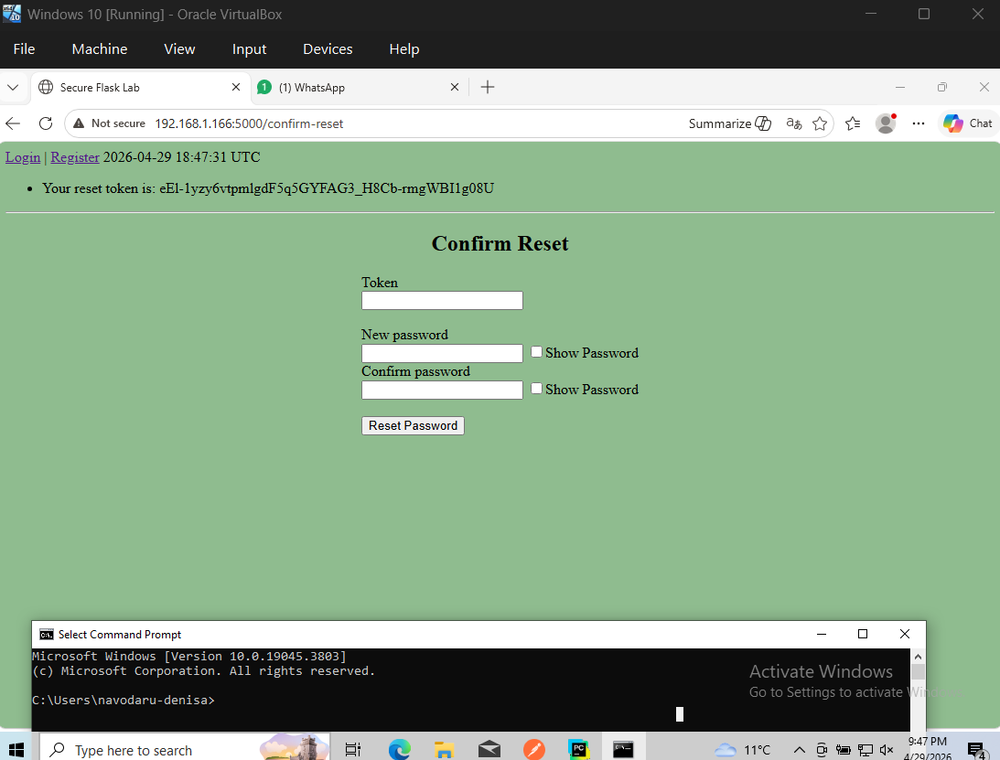 Windows 10 [Running] - Oracle VirtualBox
File Machine View Input Devices Help
Secure Flask Lab
1 (1) WhatsApp
Not secure 192.168.1.166:5000/confirm-reset Summarize Chat
Login | Register 2026-04-29 18:47:31 UTC
• Your reset token is: eEl-1yzy6vtpmlgdF5q5GYFAG3_H8Cb-rmgWBI1g08U
Confirm Reset
Token
New password
Show Password
Confirm password
Show Password
Reset Password
Select Command Prompt
Microsoft Windows [Version 10.0.19045.3803]
(c) Microsoft Corporation. All rights reserved.
C:\Users\navodaru-denisa>
Activate Windows
Go to Settings to activate Windows.
Type here to search
PC
11°C
9:47 PM
4/29/2026
4